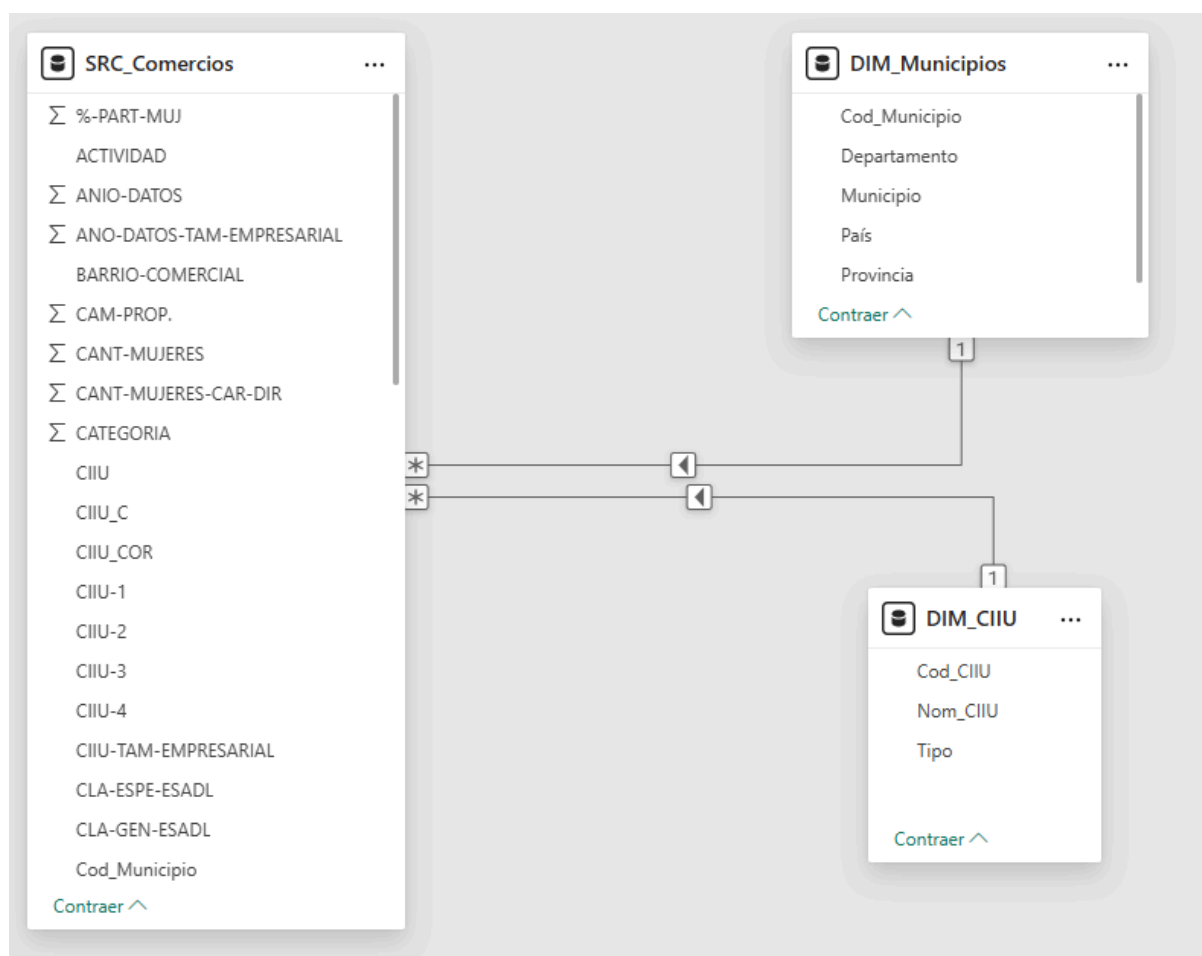 SRC_Comercios
...
Σ %-PART-MUJ
ACTIVIDAD
Σ ANIO-DATOS
Σ ANO-DATOS-TAM-EMPRESARIAL
BARRIO-COMERCIAL
Σ CAM-PROP.
Σ CANT-MUJERES
Σ CANT-MUJERES-CAR-DIR
Σ CATEGORIA
CIIU
CIIU_C
CIIU_COR
CIIU-1
CIIU-2
CIIU-3
CIIU-4
CIIU-TAM-EMPRESARIAL
CLA-ESPE-ESADL
CLA-GEN-ESADL
Cod_Municipio
Contraer
DIM_Municipios
...
Cod_Municipio
Departamento
Municipio
País
Provincia
Contraer
1
*
*
1
DIM_CIIU
...
Cod_CIIU
Nom_CIIU
Tipo
Contraer